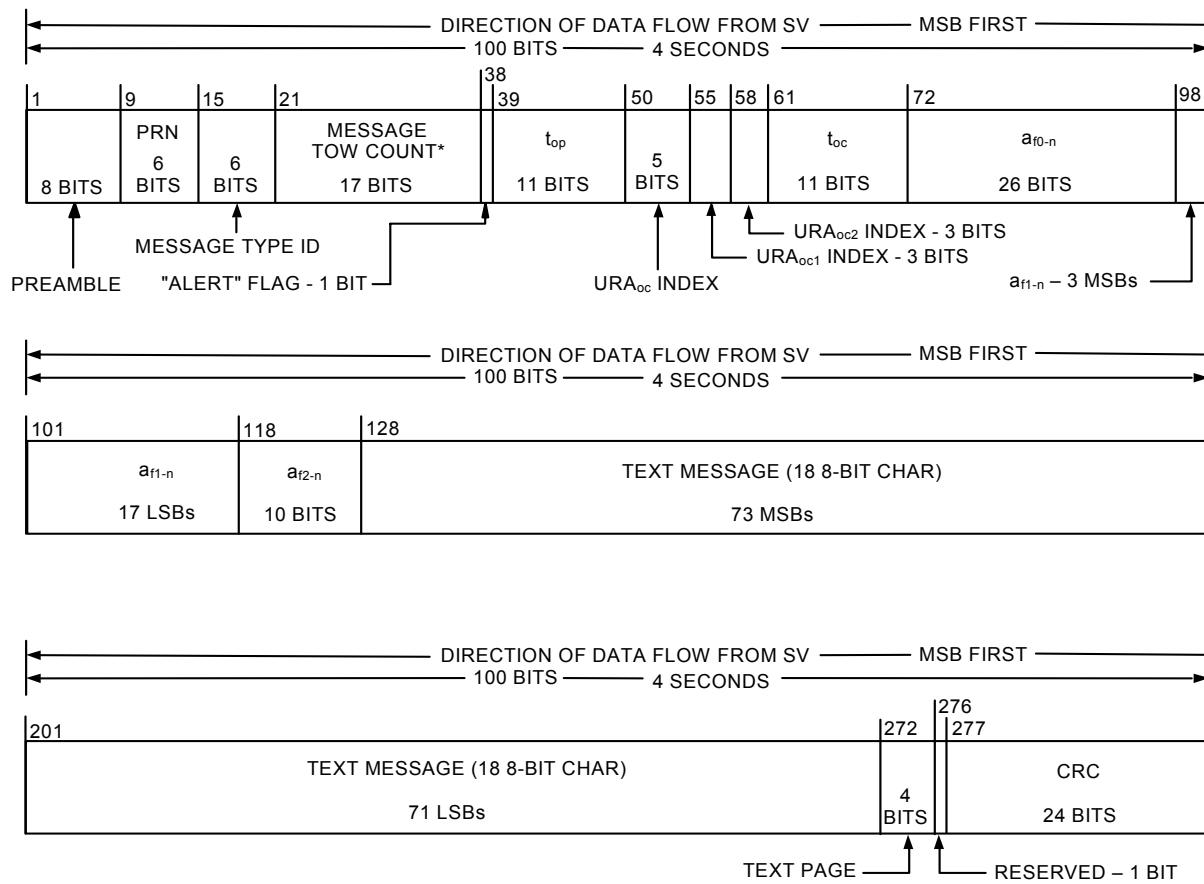 DIRECTION OF DATA FLOW FROM SV MSB FIRST
100 BITS 4 SECONDS
1 9 15 21 38 39 50 55 58 61 72 98
8 BITS
PRN
6
BITS
6
BITS
MESSAGE
TOW COUNT*
17 BITS
top
11 BITS
5
BITS
toc
11 BITS
af0-n
26 BITS
MESSAGE TYPE ID
PREAMBLE
"ALERT" FLAG - 1 BIT
URAoc INDEX
URAoc2 INDEX - 3 BITS
URAoc1 INDEX - 3 BITS
af1-n – 3 MSBs
DIRECTION OF DATA FLOW FROM SV MSB FIRST
100 BITS 4 SECONDS
101 118 128
af1-n
17 LSBs
af2-n
10 BITS
TEXT MESSAGE (18 8-BIT CHAR)
73 MSBs
DIRECTION OF DATA FLOW FROM SV MSB FIRST
100 BITS 4 SECONDS
201 272 276 277
TEXT MESSAGE (18 8-BIT CHAR)
71 LSBs
4
BITS
CRC
24 BITS
TEXT PAGE
RESERVED – 1 BIT